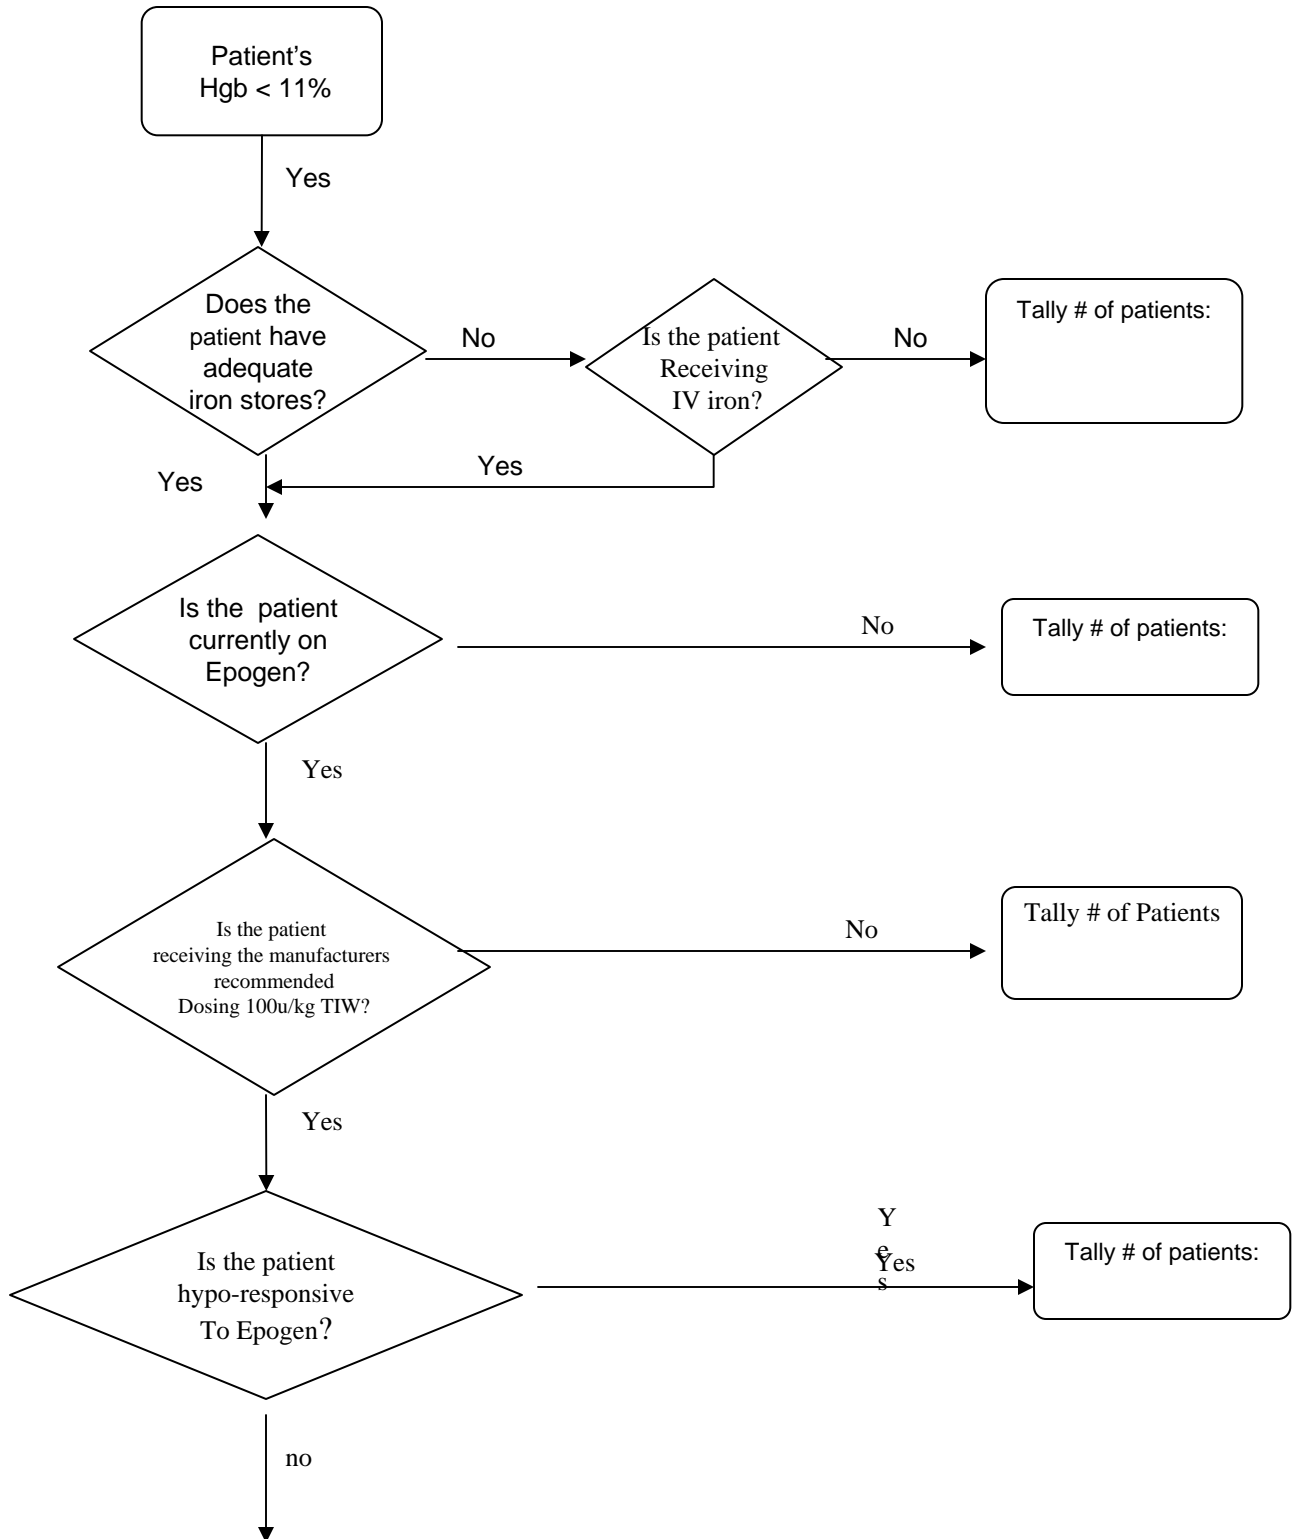 Patient's
Hgb < 11%
Yes
Does the
patient have
adequate
iron stores?
No
Is the patient
Receiving
IV iron?
No
Tally # of patients:
Yes
Yes
Is the  patient
currently on
Epogen?
No
Tally # of patients:
Yes
Is the patient
receiving the manufacturers
recommended
Dosing 100u/kg TIW?
No
Tally # of Patients
Yes
Is the patient
hypo-responsive
To Epogen?
Y
e
s
Yes
Tally # of patients:
no